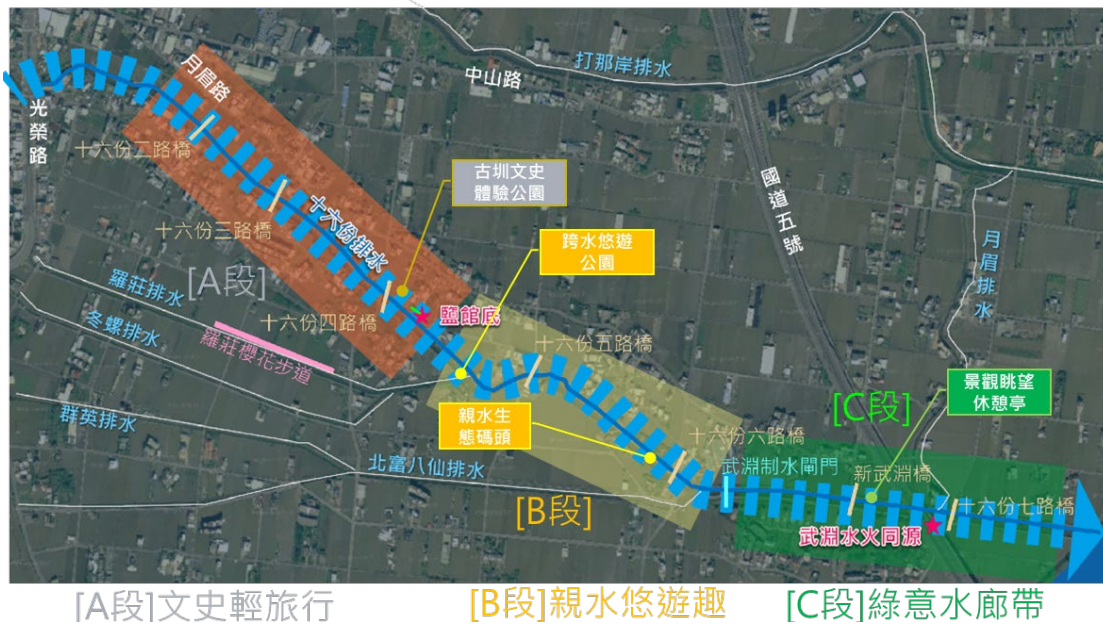 打那岸排水
中山路
月眉路
光榮路
十六份二路橋
古圳文史
體驗公園
國道五號
十六份三路橋
十六份排水
跨水悠遊
公園
月眉排水
[A段]
羅莊排水
冬螺排水
十六份四路橋
鹽館底
羅莊櫻花步道
十六份五路橋
景觀眺望
休憩亭
[C段]
群英排水
親水生
態碼頭
十六份六路橋
北富八仙排水
武淵制水閘門
新武淵橋
[B段]
十六份七路橋
武淵水火同源
[A段]文史輕旅行
[B段]親水悠遊趣
[C段]綠意水廊帶